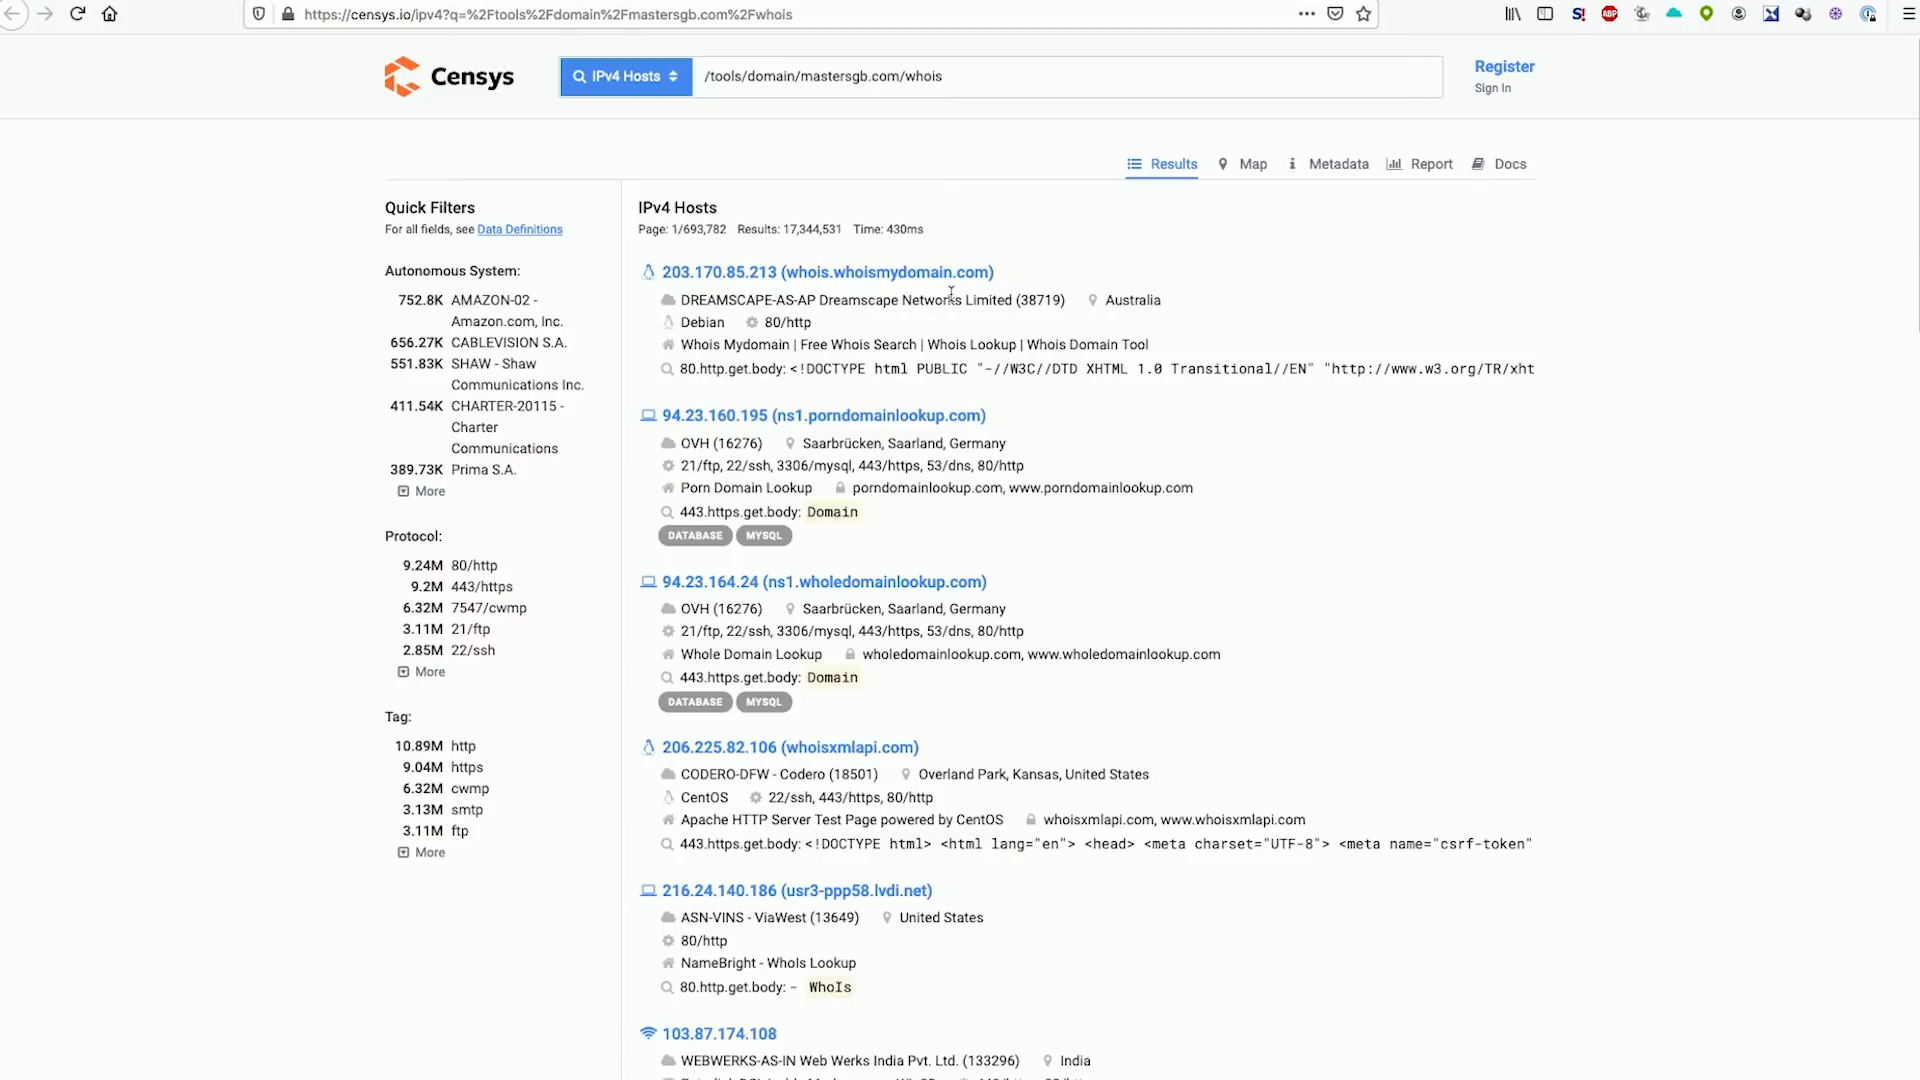 https://censys.io/ipv4?q=%2Ftools%2Fdomain%2Fmastersgb.com%2Fwhois
Censys
IPv4 Hosts
/tools/domain/mastersgb.com/whois
Register
Sign In
Results
Map
Metadata
Report
Docs
Quick Filters
For all fields, see Data Definitions
Autonomous System:
752.8K AMAZON-02 -
Amazon.com, Inc.
656.27K CABLEVISION S.A.
551.83K SHAW - Shaw
Communications Inc.
411.54K CHARTER-20115 -
Charter
Communications
389.73K Prima S.A.
More
Protocol:
9.24M 80/http
9.2M 443/https
6.32M 7547/cwmp
3.11M 21/ftp
2.85M 22/ssh
More
Tag:
10.89M http
9.04M https
6.32M cwmp
3.13M smtp
3.11M ftp
More
IPv4 Hosts
Page: 1/693,782 Results: 17,344,531 Time: 430ms
203.170.85.213 (whois.whoismydomain.com)
DREAMSCAPE-AS-AP Dreamscape Networks Limited (38719) Australia
Debian 80/http
Whois Mydomain | Free Whois Search | Whois Lookup | Whois Domain Tool
80.http.get.body: <!DOCTYPE html PUBLIC "-//W3C//DTD XHTML 1.0 Transitional//EN" "http://www.w3.org/TR/xht
94.23.160.195 (ns1.porndomainlookup.com)
OVH (16276) Saarbrücken, Saarland, Germany
21/ftp, 22/ssh, 3306/mysql, 443/https, 53/dns, 80/http
Porn Domain Lookup porndomainlookup.com, www.porndomainlookup.com
443.https.get.body: Domain
DATABASE MYSQL
94.23.164.24 (ns1.wholedomainlookup.com)
OVH (16276) Saarbrücken, Saarland, Germany
21/ftp, 22/ssh, 3306/mysql, 443/https, 53/dns, 80/http
Whole Domain Lookup wholedomainlookup.com, www.wholedomainlookup.com
443.https.get.body: Domain
DATABASE MYSQL
206.225.82.106 (whoisxmlapi.com)
CODERO-DFW - Codero (18501) Overland Park, Kansas, United States
CentOS 22/ssh, 443/https, 80/http
Apache HTTP Server Test Page powered by CentOS whoisxmlapi.com, www.whoisxmlapi.com
443.https.get.body: <!DOCTYPE html> <html lang="en"> <head> <meta charset="UTF-8"> <meta name="csrf-token"
216.24.140.186 (usr3-ppp58.lvdi.net)
ASN-VINS - ViaWest (13649) United States
80/http
NameBright - WhoIs Lookup
80.http.get.body: - WhoIs
103.87.174.108
WEBWERKS-AS-IN Web Werks India Pvt. Ltd. (133296) India